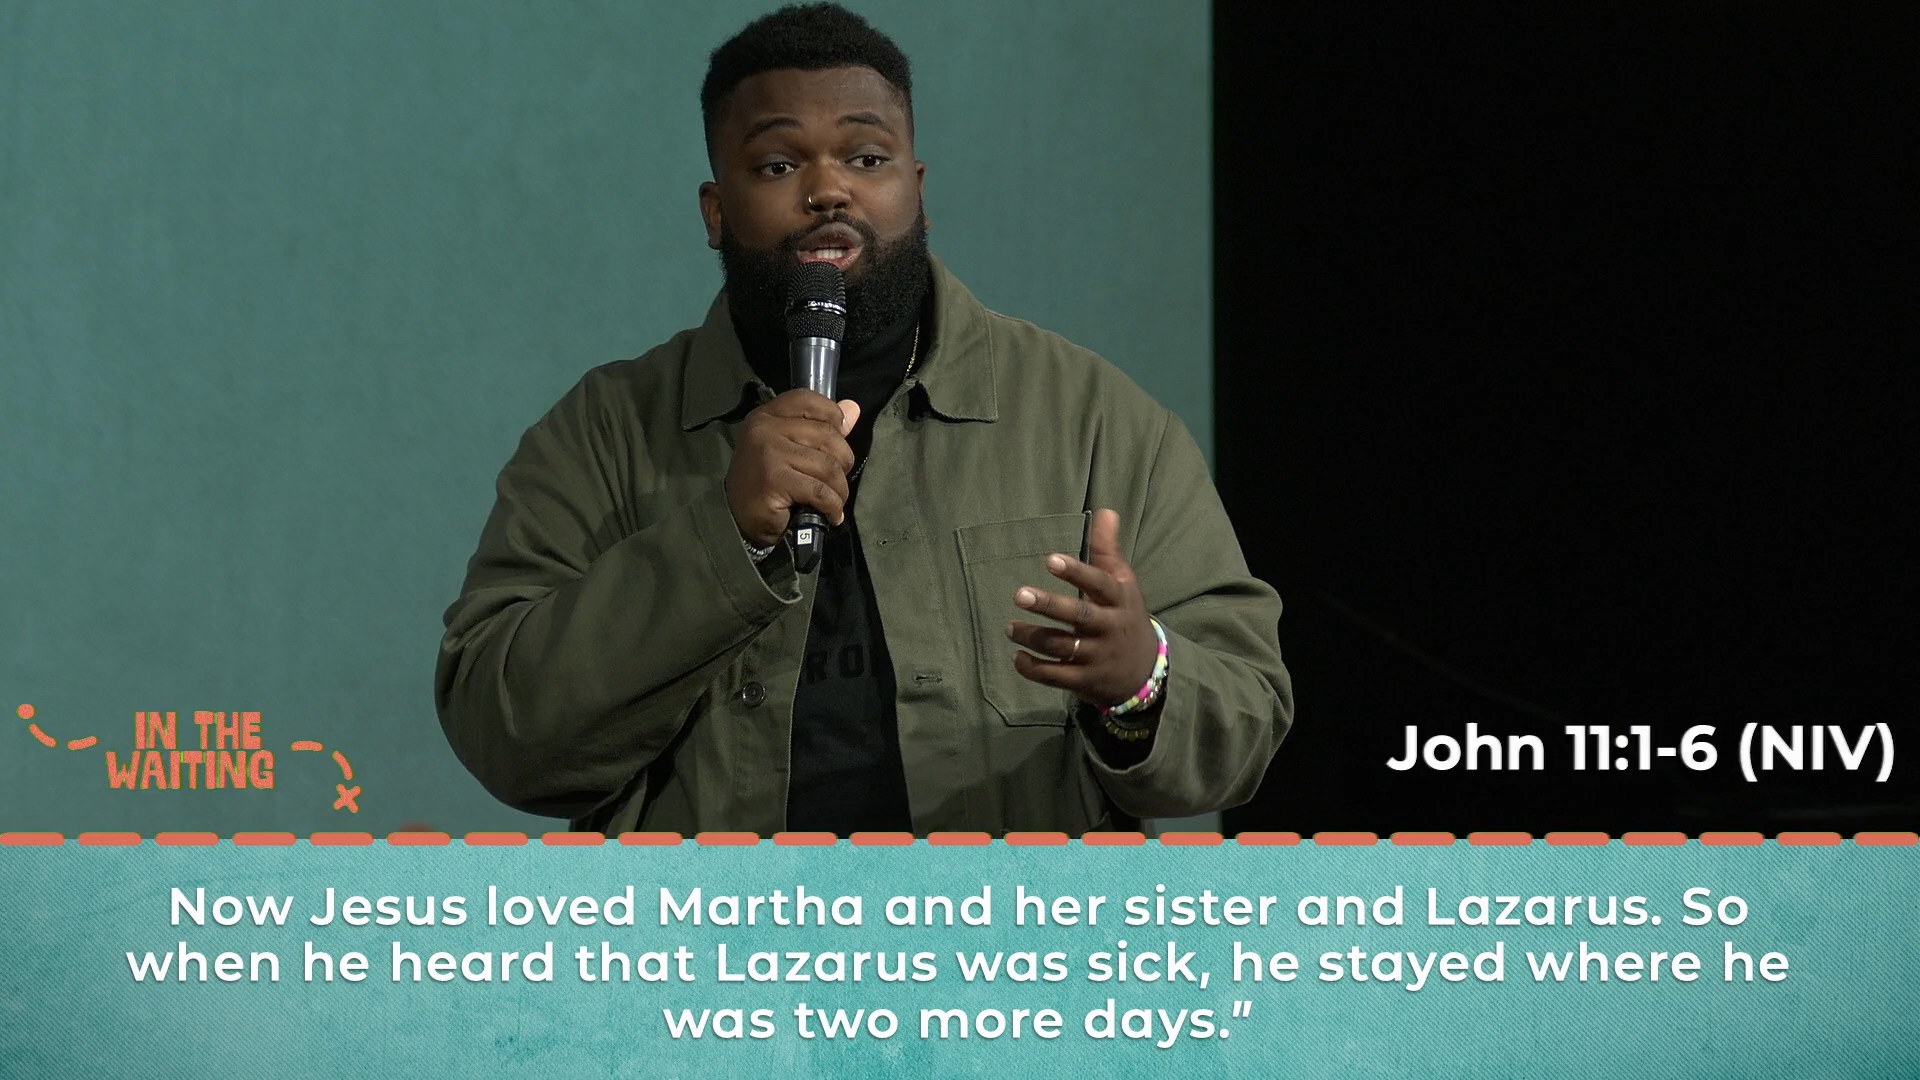 5
IN THE
WAITING
John 11:1-6 (NIV)
Now Jesus loved Martha and her sister and Lazarus. So
when he heard that Lazarus was sick, he stayed where he
was two more days.”